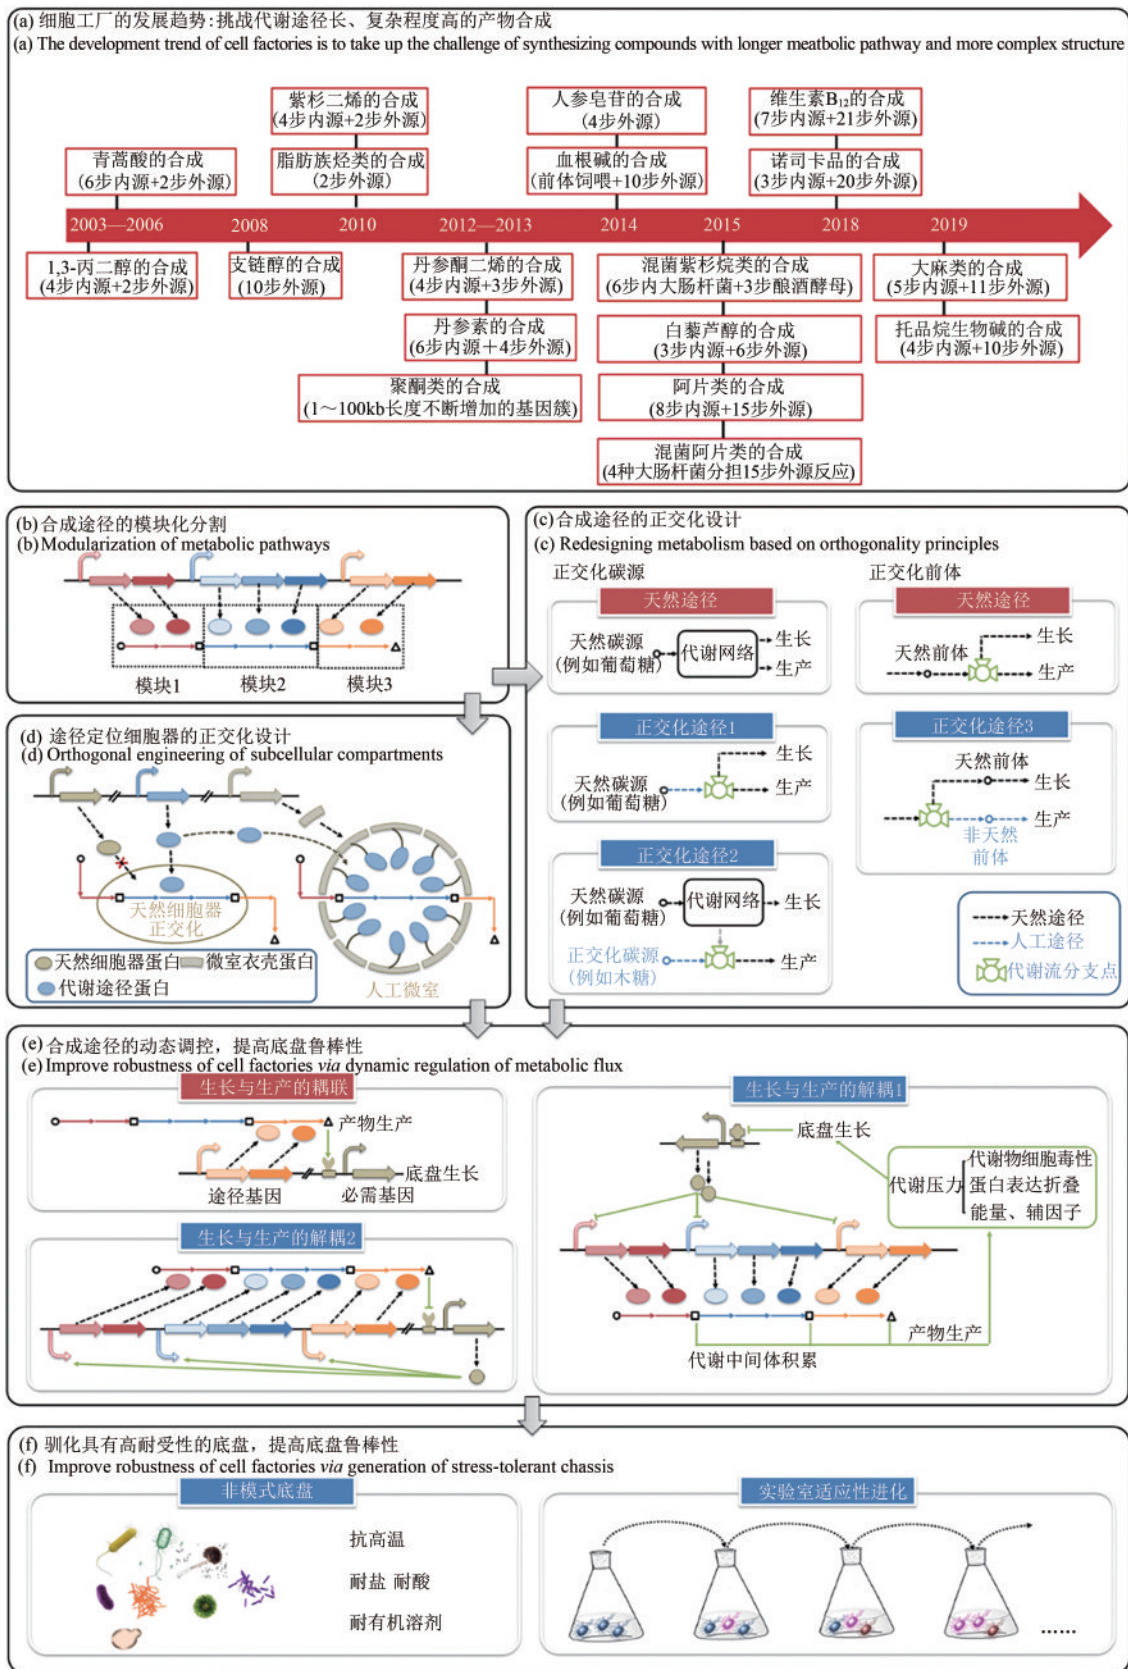 (a) 细胞工厂的发展趋势:挑战代谢途径长、复杂程度高的产物合成
(a) The development trend of cell factories is to take up the challenge of synthesizing compounds with longer meatbolic pathway and more complex structure
紫杉二烯的合成
(4步内源+2步外源)
人参皂苷的合成
(4步外源)
维生素B₁₂的合成
(7步内源+21步外源)
青蒿酸的合成
(6步内源+2步外源)
脂肪族烃类的合成
(2步外源)
血根碱的合成
(前体饲喂+10步外源)
诺司卡品的合成
(3步内源+20步外源)
2003—2006
2008
2010
2012—2013
2014
2015
2018
2019
1,3-丙二醇的合成
(4步内源+2步外源)
支链醇的合成
(10步外源)
丹参酮二烯的合成
(4步内源+3步外源)
混菌紫杉烷类的合成
(6步内大肠杆菌+3步酿酒酵母)
大麻类的合成
(5步内源+11步外源)
丹参素的合成
(6步内源+4步外源)
白藜芦醇的合成
(3步内源+6步外源)
托品烷生物碱的合成
(4步内源+10步外源)
聚酮类的合成
(1～100kb长度不断增加的基因簇)
阿片类的合成
(8步内源+15步外源)
混菌阿片类的合成
(4种大肠杆菌分担15步外源反应)
(b) 合成途径的模块化分割
(b) Modularization of metabolic pathways
模块1
模块2
模块3
(c) 合成途径的正交化设计
(c) Redesigning metabolism based on orthogonality principles
正交化碳源
正交化前体
天然途径
天然碳源
(例如葡萄糖)
代谢网络
生长
生产
天然途径
天然前体
生长
生产
正交化途径1
天然碳源
(例如葡萄糖)
生长
生产
正交化途径3
天然前体
生长
生产
非天然
前体
正交化途径2
天然碳源
(例如葡萄糖)
代谢网络
生长
正交化碳源
(例如木糖)
生产
天然途径
人工途径
代谢流分支点
(d) 途径定位细胞器的正交化设计
(d) Orthogonal engineering of subcellular compartments
天然细胞器
正交化
天然细胞器蛋白
微室衣壳蛋白
代谢途径蛋白
人工微室
(e) 合成途径的动态调控，提高底盘鲁棒性
(e) Improve robustness of cell factories via dynamic regulation of metabolic flux
生长与生产的耦联
产物生产
底盘生长
途径基因
必需基因
生长与生产的解耦2
生长与生产的解耦1
底盘生长
代谢压力
代谢物细胞毒性
蛋白表达折叠
能量、辅因子
产物生产
代谢中间体积累
(f) 驯化具有高耐受性的底盘，提高底盘鲁棒性
(f) Improve robustness of cell factories via generation of stress-tolerant chassis
非模式底盘
抗高温
耐盐 耐酸
耐有机溶剂
实验室适应性进化
……